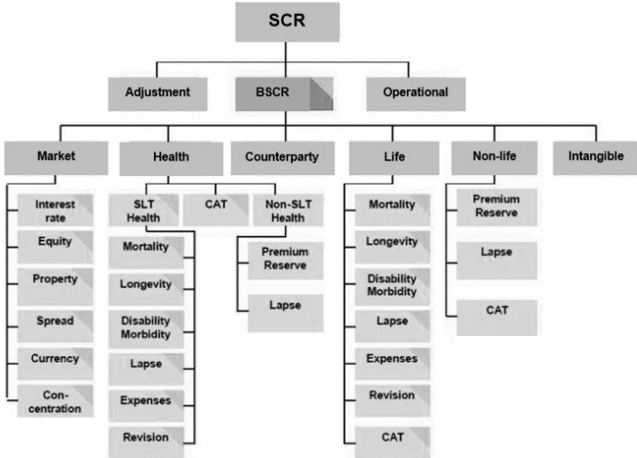 SCR
Adjustment
BSCR
Operational
Market
Health
Counterparty
Life
Non-life
Intangible
Interest
rate
Equity
Property
Spread
Currency
Con-
centration
SLT
Health
CAT
Non-SLT
Health
Mortality
Longevity
Disability
Morbidity
Lapse
Expenses
Revision
Premium
Reserve
Lapse
Mortality
Longevity
Disability
Morbidity
Lapse
Expenses
Revision
CAT
Premium
Reserve
Lapse
CAT